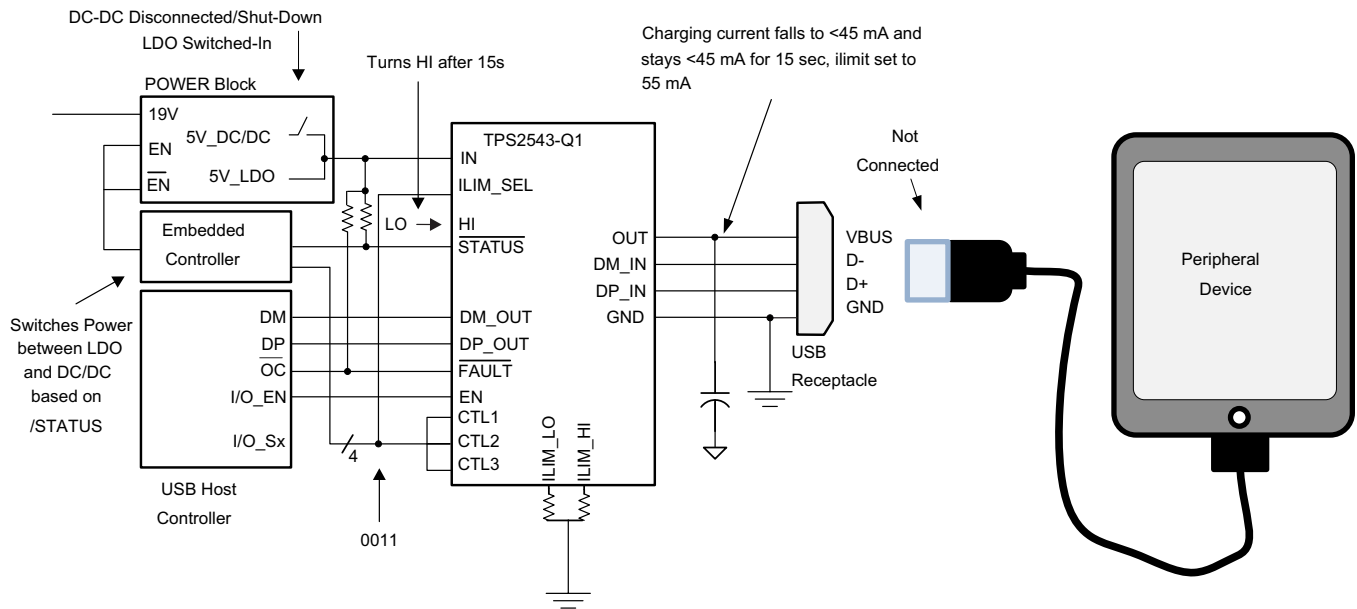 DC-DC Disconnected/Shut-Down
LDO Switched-In
Turns HI after 15s
Charging current falls to <45 mA and
stays <45 mA for 15 sec, ilimit set to
55 mA
POWER Block
19V
5V_DC/DC
EN
EN
5V_LDO
TPS2543-Q1
IN
ILIM_SEL
LO
HI
STATUS
Embedded
Controller
Switches Power
between LDO
and DC/DC
based on
/STATUS
DM
DP
OC
I/O_EN
I/O_Sx
USB Host
Controller
DM_OUT
DP_OUT
FAULT
EN
CTL1
CTL2
CTL3
4
0011
ILIM_LO
ILIM_HI
OUT
DM_IN
DP_IN
GND
VBUS
D-
D+
GND
USB
Receptacle
Not
Connected
Peripheral
Device